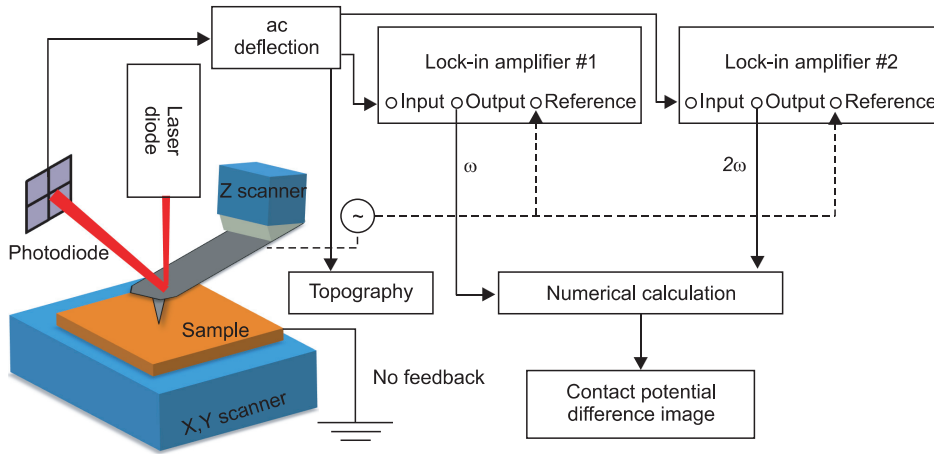 ac
deflection
Lock-in amplifier #1
Input Output Reference
Lock-in amplifier #2
Input Output Reference
Laser
diode
ω
2ω
Z scanner
~
Photodiode
Topography
Numerical calculation
Sample
No feedback
X,Y scanner
Contact potential
difference image